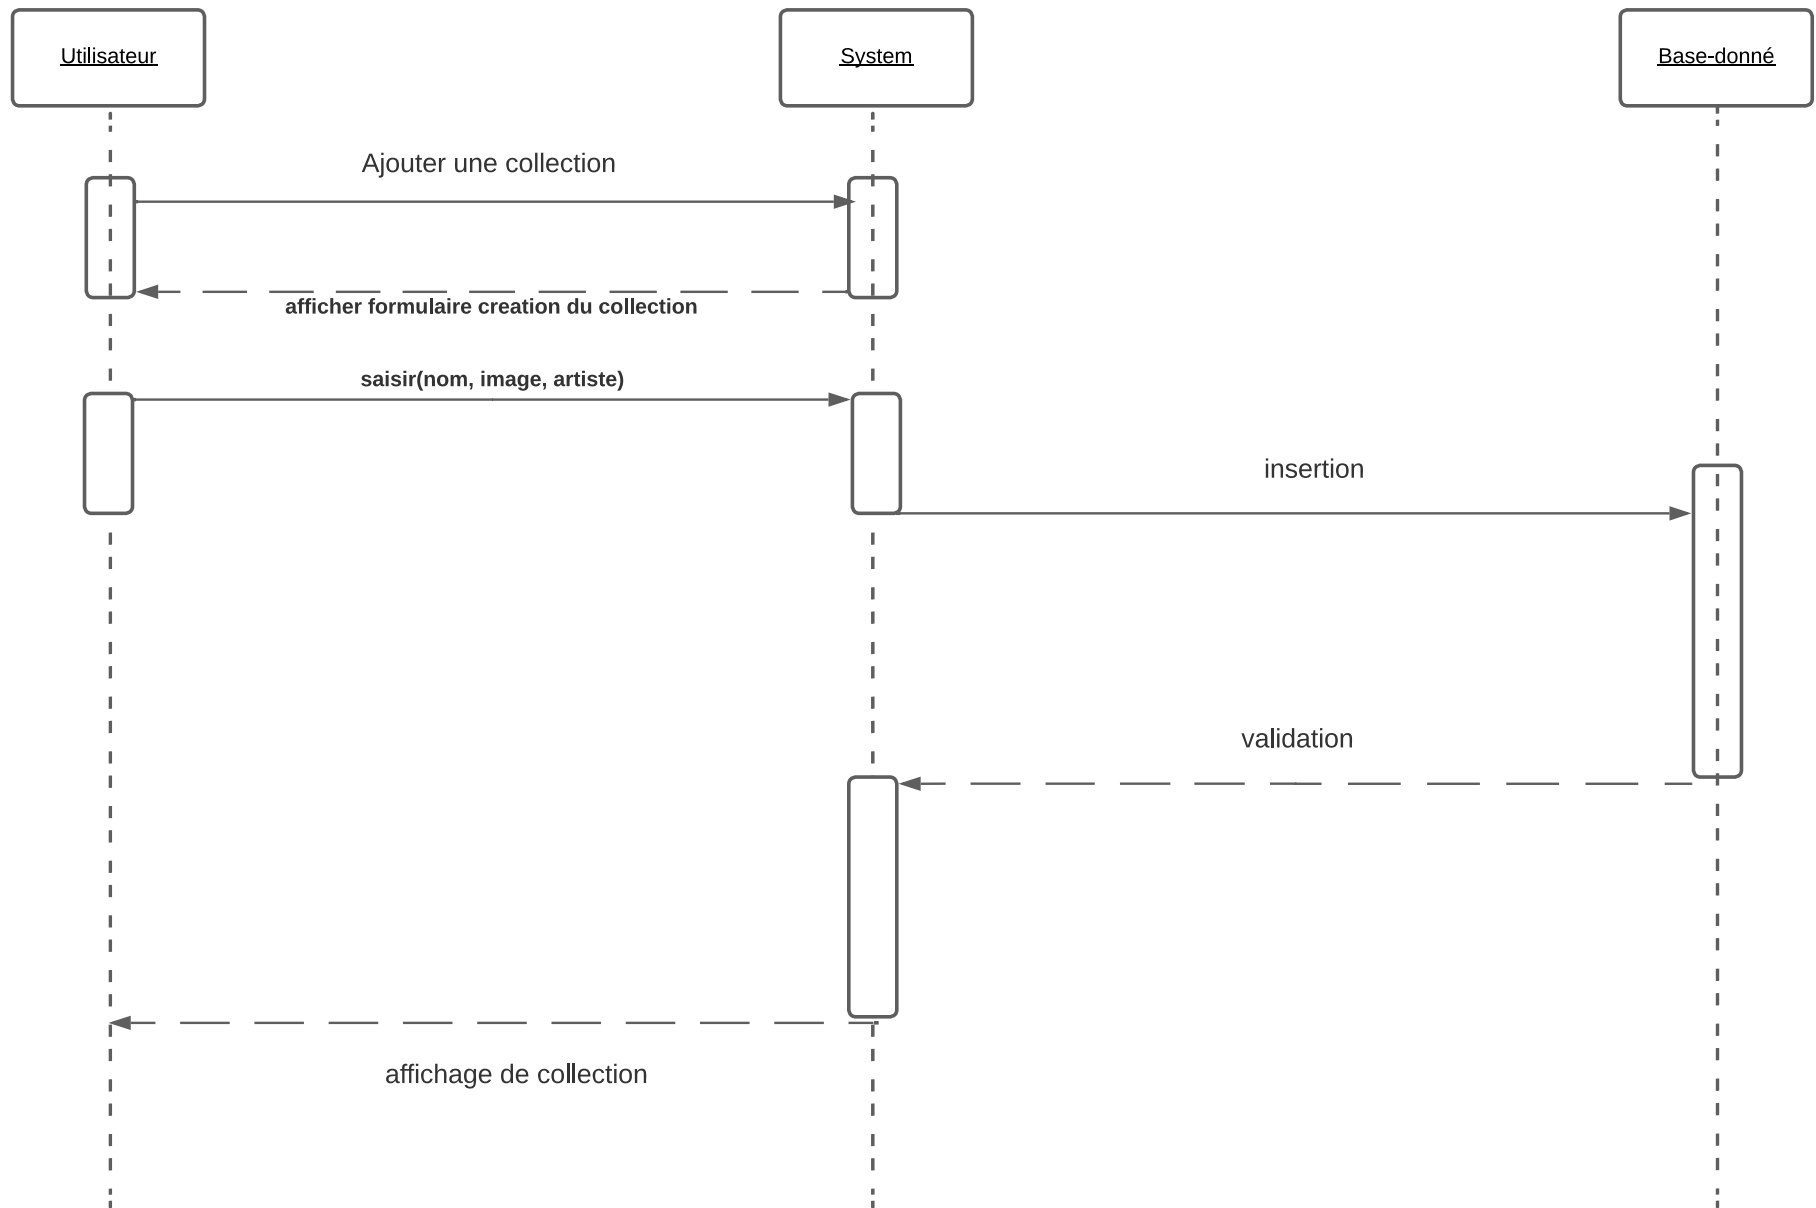 Utilisateur
System
Base-donné
Ajouter une collection
afficher formulaire creation du collection
saisir(nom, image, artiste)
insertion
validation
affichage de collection